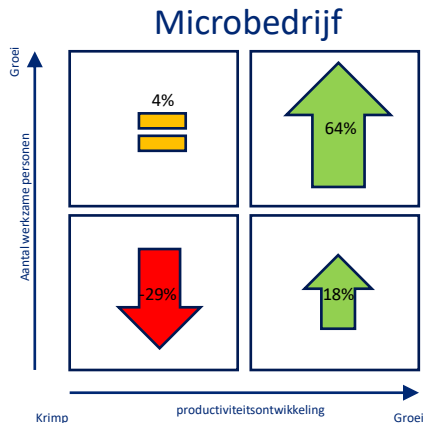 Microbedrijf
Groei
Aantal werkzame personen
4%
64%
-29%
18%
Krimp
productiviteitsontwikkeling
Groei